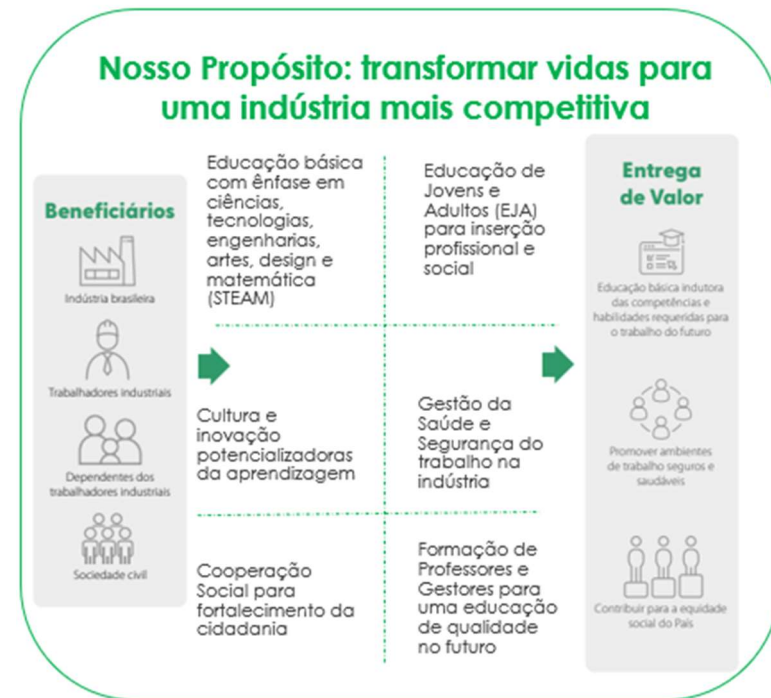 Nosso Propósito: transformar vidas para
uma indústria mais competitiva
Beneficiários
Indústria brasileira
Trabalhadores industriais
Dependentes dos
trabalhadores industriais
Sociedade civil
Educação básica
com ênfase em
ciências,
tecnologias,
engenharias,
artes, design e
matemática
(STEAM)
Educação de
Jovens e
Adultos (EJA)
para inserção
profissional e
social
Cultura e
inovação
potencializadoras
da aprendizagem
Gestão da
Saúde e
Segurança do
trabalho na
indústria
Cooperação
Social para
fortalecimento da
cidadania
Formação de
Professores e
Gestores para
uma educação
de qualidade
no futuro
Entrega
de Valor
Educação básica indutora
das competências e
habilidades requeridas para
o trabalho do futuro
Promover ambientes
de trabalho seguros e
saudáveis
Contribuir para a equidade
social do País